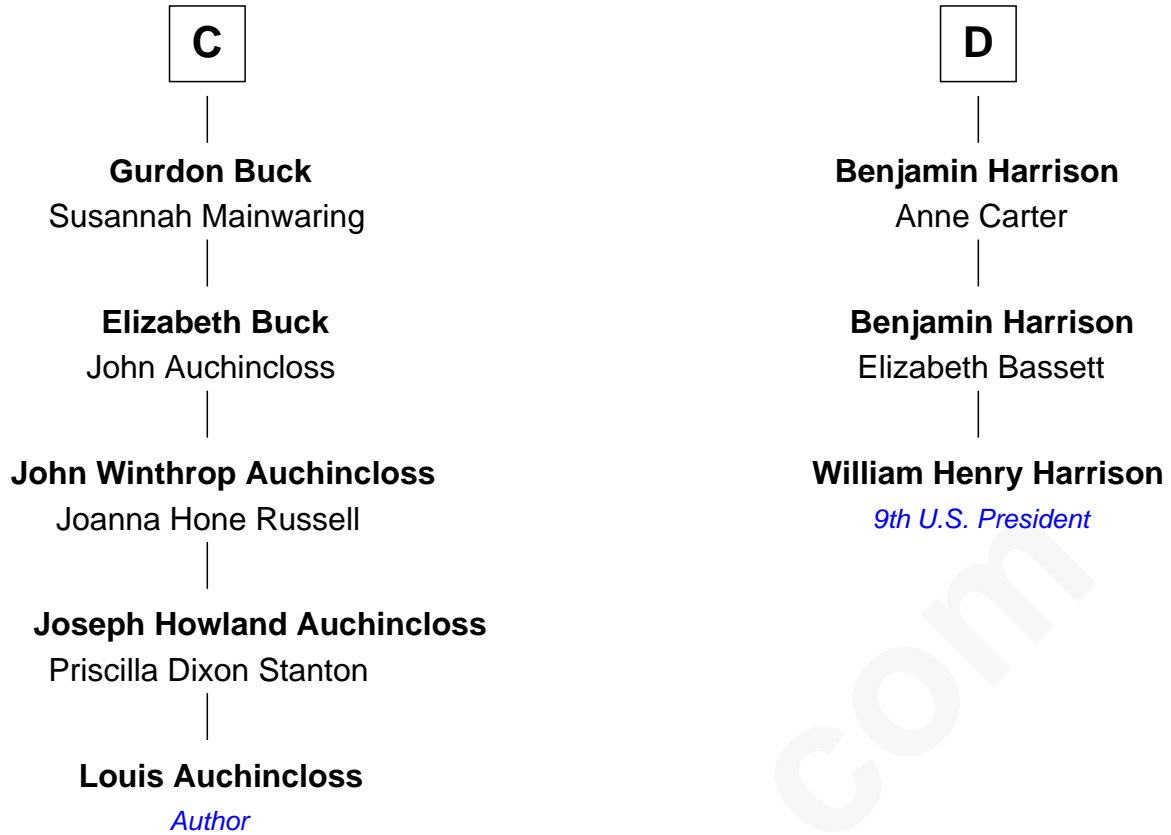 C
Gurdon Buck
Susannah Mainwaring
Elizabeth Buck
John Auchincloss
John Winthrop Auchincloss
Joanna Hone Russell
Joseph Howland Auchincloss
Priscilla Dixon Stanton
Louis Auchincloss
Author
D
Benjamin Harrison
Anne Carter
Benjamin Harrison
Elizabeth Bassett
William Henry Harrison
9th U.S. President
com